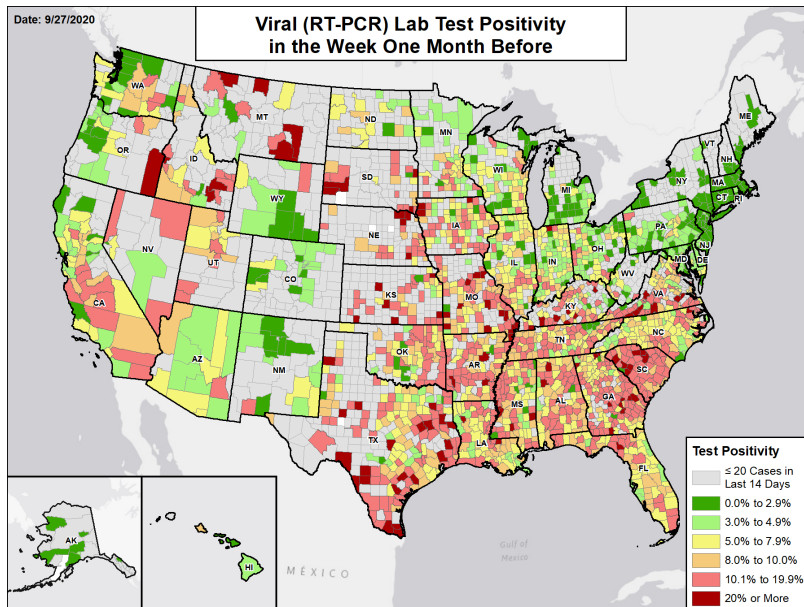 Date: 9/27/2020
Viral (RT-PCR) Lab Test Positivity
in the Week One Month Before
WA
MT
ND
MN
ME
OR
ID
SD
WI
VT
NH
WY
MI
NY
MA
CT
RI
NE
IA
PA
NJ
NV
UT
CO
IL
IN
OH
MD
DE
WV
CA
KS
MO
KY
VA
AZ
NM
OK
AR
TN
NC
SC
TX
LA
MS
AL
GA
FL
AK
HI
MÉXICO
Gulf of
Mexico
Test Positivity
≤ 20 Cases in
Last 14 Days
0.0% to 2.9%
3.0% to 4.9%
5.0% to 7.9%
8.0% to 10.0%
10.1% to 19.9%
20% or More